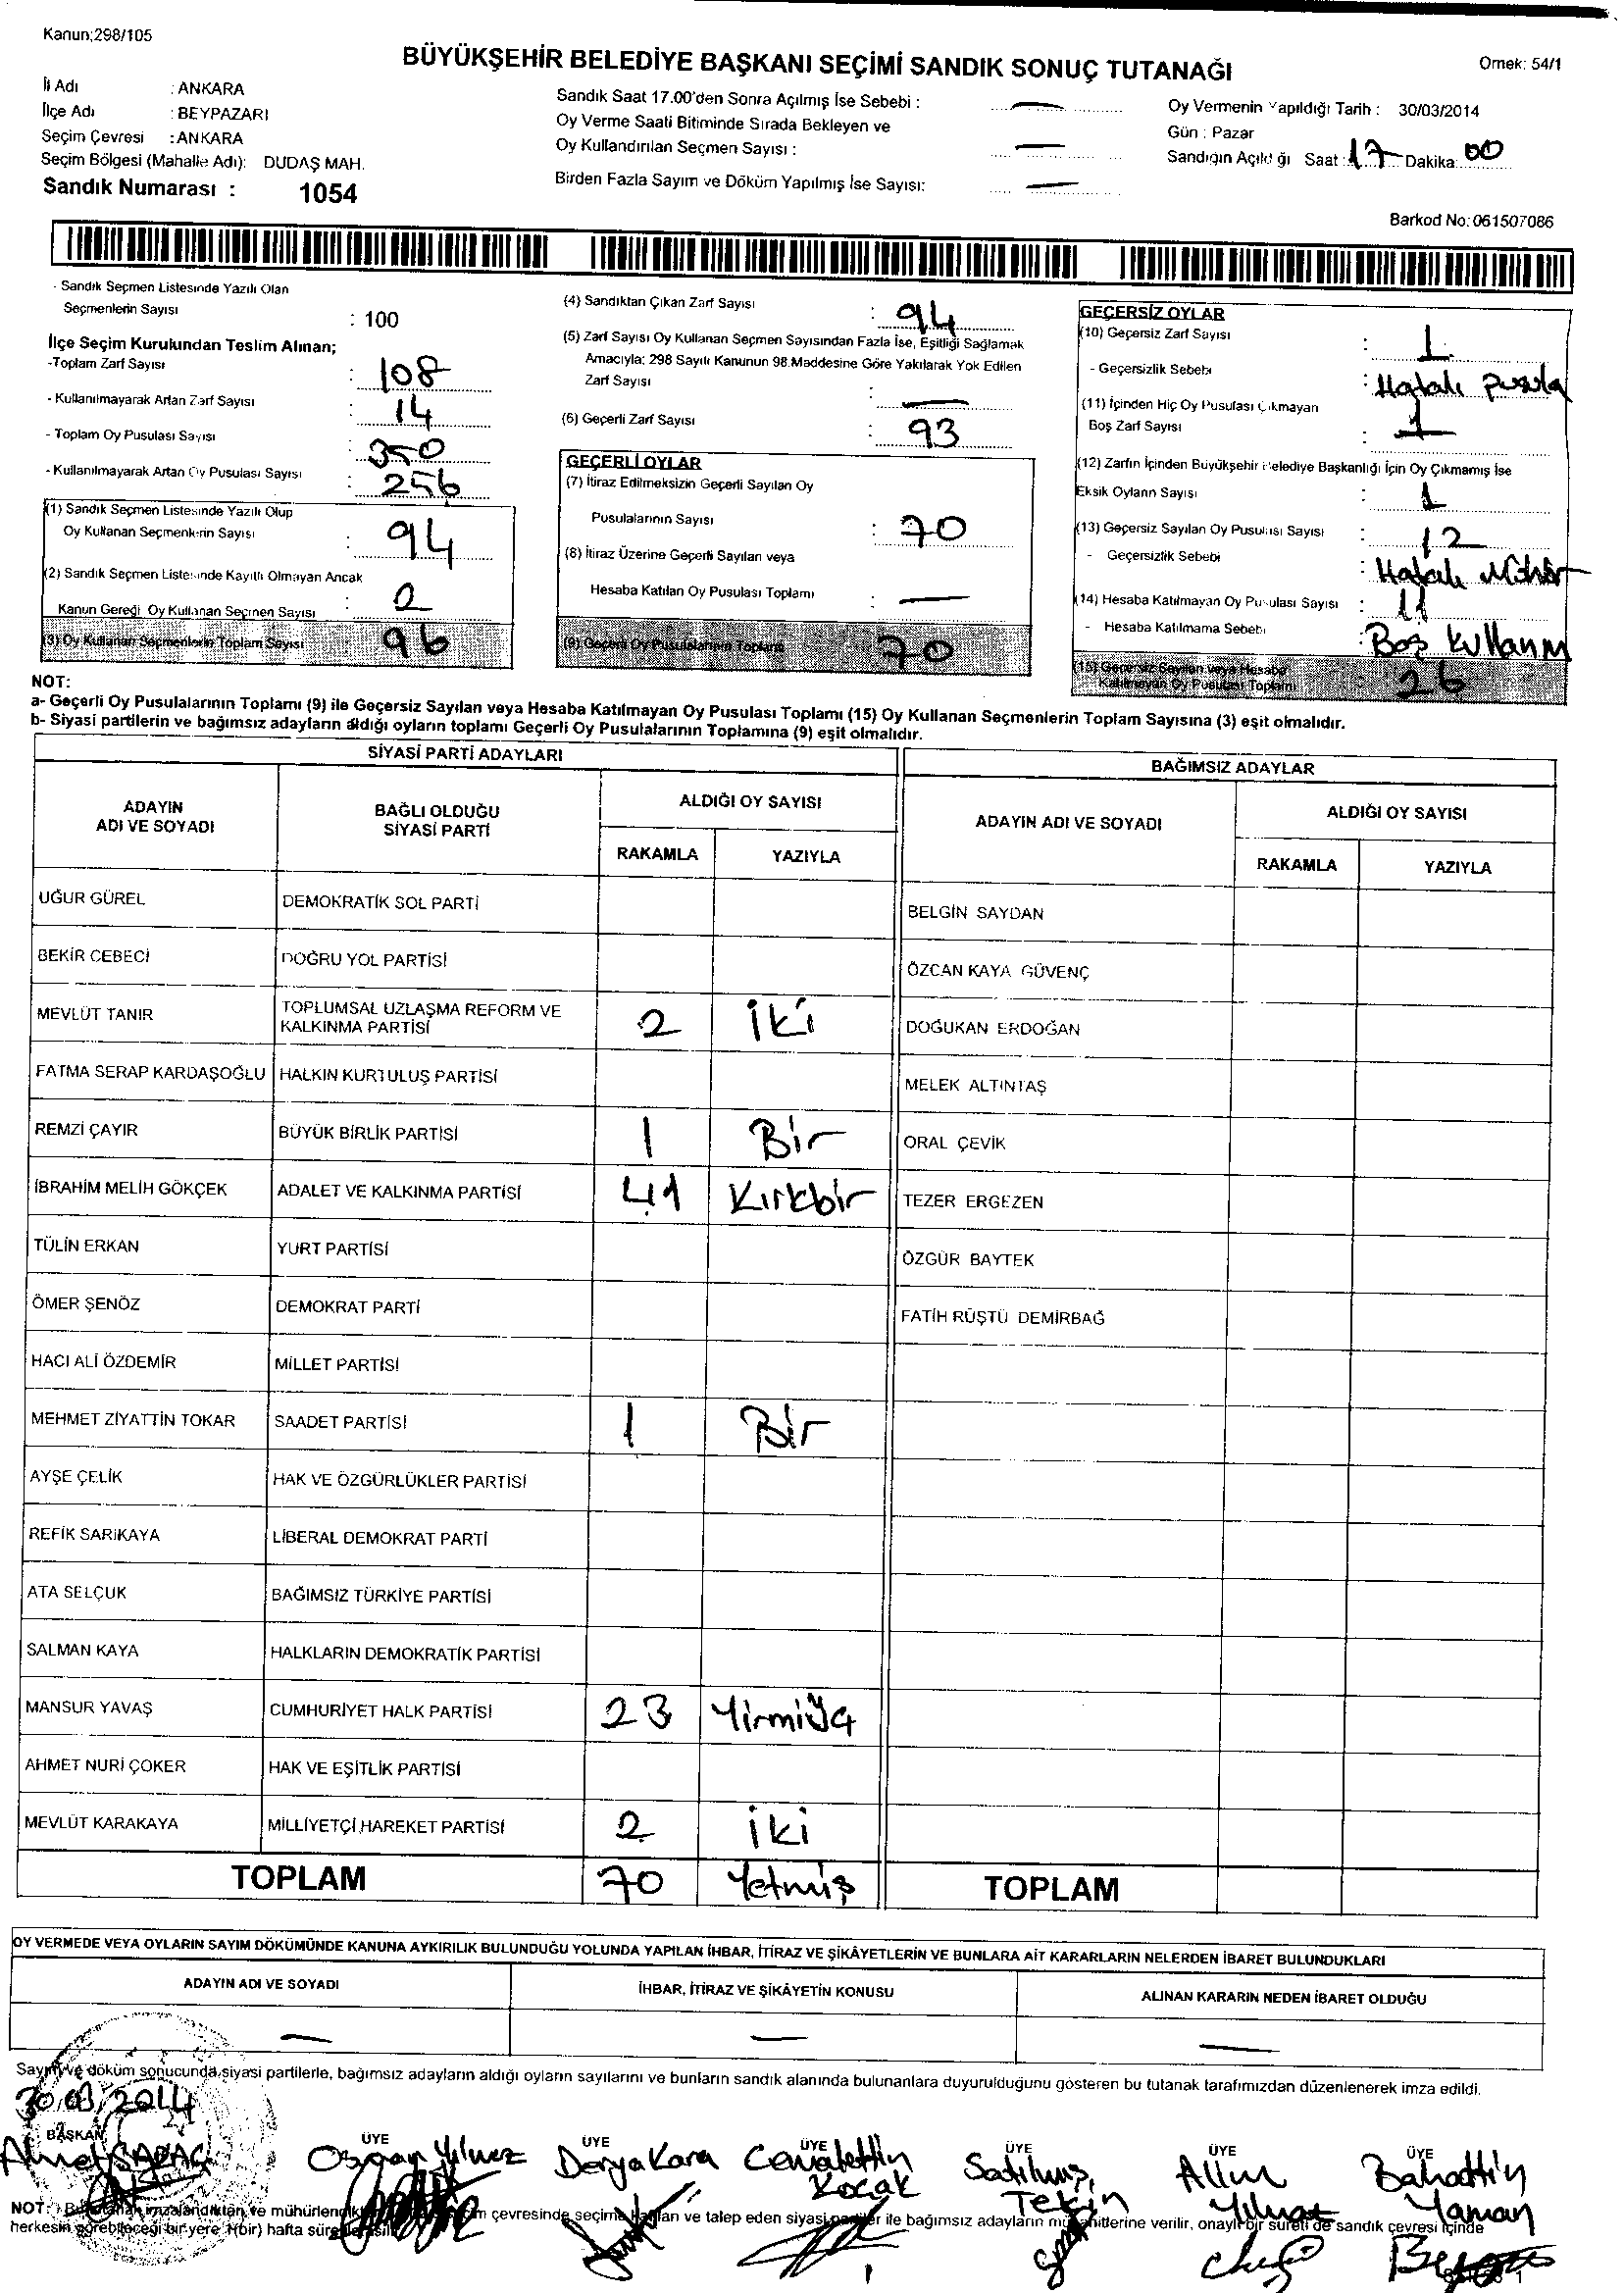 Kanun;298/105
BÜYÜKŞEHİR BELEDİYE BAŞKANI SEÇİMİ SANDIK SONUÇ TUTANAĞI
Örnek: 54/1
İl Adı : ANKARA
İlçe Adı : BEYPAZARI
Seçim Çevresi : ANKARA
Seçim Bölgesi (Mahalle Adı): DUDAŞ MAH.
Sandık Numarası : 1054
Sandık Saat 17.00'den Sonra Açılmış İse Sebebi : —
Oy Verme Saati Bitiminde Sırada Bekleyen ve
Oy Kullandırılan Seçmen Sayısı : —
Birden Fazla Sayım ve Döküm Yapılmış İse Sayısı: —
Oy Vermenin Yapıldığı Tarih : 30/03/2014
Gün : Pazar
Sandığın Açıldığı Saat : 17 Dakika: 00
Barkod No: 061507086
- Sandık Seçmen Listesinde Yazılı Olan
Seçmenlerin Sayısı : 100
İlçe Seçim Kurulundan Teslim Alınan;
-Toplam Zarf Sayısı : 108
- Kullanılmayarak Artan Zarf Sayısı : 14
- Toplam Oy Pusulası Sayısı : 350
- Kullanılmayarak Artan Oy Pusulası Sayısı : 256
(1) Sandık Seçmen Listesinde Yazılı Olup
Oy Kullanan Seçmenlerin Sayısı : 94
(2) Sandık Seçmen Listesinde Kayıtlı Olmayan Ancak
Kanun Gereği Oy Kullanan Seçmen Sayısı : 2
(3) Oy Kullanan Seçmenlerin Toplam Sayısı 96
(4) Sandıktan Çıkan Zarf Sayısı : 94
(5) Zarf Sayısı Oy Kullanan Seçmen Sayısından Fazla İse, Eşitliği Sağlamak
Amacıyla; 298 Sayılı Kanunun 98.Maddesine Göre Yakılarak Yok Edilen
Zarf Sayısı : —
(6) Geçerli Zarf Sayısı : 93
GEÇERLİ OYLAR
(7) İtiraz Edilmeksizin Geçerli Sayılan Oy
Pusulalarının Sayısı : 70
(8) İtiraz Üzerine Geçerli Sayılan veya
Hesaba Katılan Oy Pusulası Toplamı : —
(9) Geçerli Oy Pusulalarının Toplamı 70
GEÇERSİZ OYLAR
(10) Geçersiz Zarf Sayısı : 1
- Geçersizlik Sebebi : Hatalı pusula
(11) İçinden Hiç Oy Pusulası Çıkmayan
Boş Zarf Sayısı : 1
(12) Zarfın İçinden Büyükşehir Belediye Başkanlığı İçin Oy Çıkmamış İse
Eksik Oyların Sayısı : 1
(13) Geçersiz Sayılan Oy Pusulası Sayısı : 12
- Geçersizlik Sebebi : Hatalı Mühür
(14) Hesaba Katılmayan Oy Pusulası Sayısı : 11
- Hesaba Katılmama Sebebi : Boş Kullanım
(15) Geçersiz Sayılan veya Hesaba
Katılmayan Oy Pusulası Toplamı : 26
NOT:
a- Geçerli Oy Pusulalarının Toplamı (9) ile Geçersiz Sayılan veya Hesaba Katılmayan Oy Pusulası Toplamı (15) Oy Kullanan Seçmenlerin Toplam Sayısına (3) eşit olmalıdır.
b- Siyasi partilerin ve bağımsız adayların aldığı oyların toplamı Geçerli Oy Pusulalarının Toplamına (9) eşit olmalıdır.
SİYASİ PARTİ ADAYLARI
ADAYIN ADI VE SOYADI BAĞLI OLDUĞU SİYASİ PARTİ ALDIĞI OY SAYISI
RAKAMLA YAZIYLA
UĞUR GÜREL DEMOKRATİK SOL PARTİ
BEKİR CEBECİ DOĞRU YOL PARTİSİ
MEVLÜT TANIR TOPLUMSAL UZLAŞMA REFORM VE KALKINMA PARTİSİ 2 iki
FATMA SERAP KARDAŞOĞLU HALKIN KURTULUŞ PARTİSİ
REMZİ ÇAYIR BÜYÜK BİRLİK PARTİSİ 1 Bir
İBRAHİM MELİH GÖKÇEK ADALET VE KALKINMA PARTİSİ 41 Kırkbir
TÜLİN ERKAN YURT PARTİSİ
ÖMER ŞENÖZ DEMOKRAT PARTİ
HACI ALİ ÖZDEMİR MİLLET PARTİSİ
MEHMET ZİYATTİN TOKAR SAADET PARTİSİ 1 Bir
AYŞE ÇELİK HAK VE ÖZGÜRLÜKLER PARTİSİ
REFİK SARIKAYA LİBERAL DEMOKRAT PARTİ
ATA SELÇUK BAĞIMSIZ TÜRKİYE PARTİSİ
SALMAN KAYA HALKLARIN DEMOKRATİK PARTİSİ
MANSUR YAVAŞ CUMHURİYET HALK PARTİSİ 23
AHMET NURİ ÇOKER HAK VE EŞİTLİK PARTİSİ
MEVLÜT KARAKAYA MİLLİYETÇİ HAREKET PARTİSİ 2 iki
TOPLAM 70 Yetmiş
BAĞIMSIZ ADAYLAR
ADAYIN ADI VE SOYADI ALDIĞI OY SAYISI
RAKAMLA YAZIYLA
BELGİN SAYDAN
ÖZCAN KAYA GÜVENÇ
DOĞUKAN ERDOĞAN
MELEK ALTINTAŞ
ORAL ÇEVİK
TEZER ERGEZEN
ÖZGÜR BAYTEK
FATİH RÜŞTÜ DEMİRBAĞ
TOPLAM
OY VERMEDE VEYA OYLARIN SAYIM DÖKÜMÜNDE KANUNA AYKIRILIK BULUNDUĞU YOLUNDA YAPILAN İHBAR, İTİRAZ VE ŞİKÂYETLERİN VE BUNLARA AİT KARARLARIN NELERDEN İBARET BULUNDUKLARI
ADAYIN ADI VE SOYADI İHBAR, İTİRAZ VE ŞİKÂYETİN KONUSU ALINAN KARARIN NEDEN İBARET OLDUĞU
— — —
Sayım ve döküm sonucunda siyasi partilerle, bağımsız adayların aldığı oyların sayılarını ve bunların sandık alanında bulunanlara duyurulduğunu gösteren bu tutanak tarafımızdan düzenlenerek imza edildi.
30/03/2014
BAŞKAN ÜYE ÜYE ÜYE ÜYE ÜYE ÜYE
Ahmet Yılmaz Derya Kara Cemalettin Koçak Satılmış Tekin Yılmaz Bahattin Yaman
NOT: Bu tutanak imzalandıktan ve mühürlendikten çevresinde seçime katılan ve talep eden siyasi partiler ile bağımsız adayların müşahitlerine verilir, onaylı bir sureti de sandık çevresi içinde
herkesin görebileceği bir yere 1(bir) hafta süre